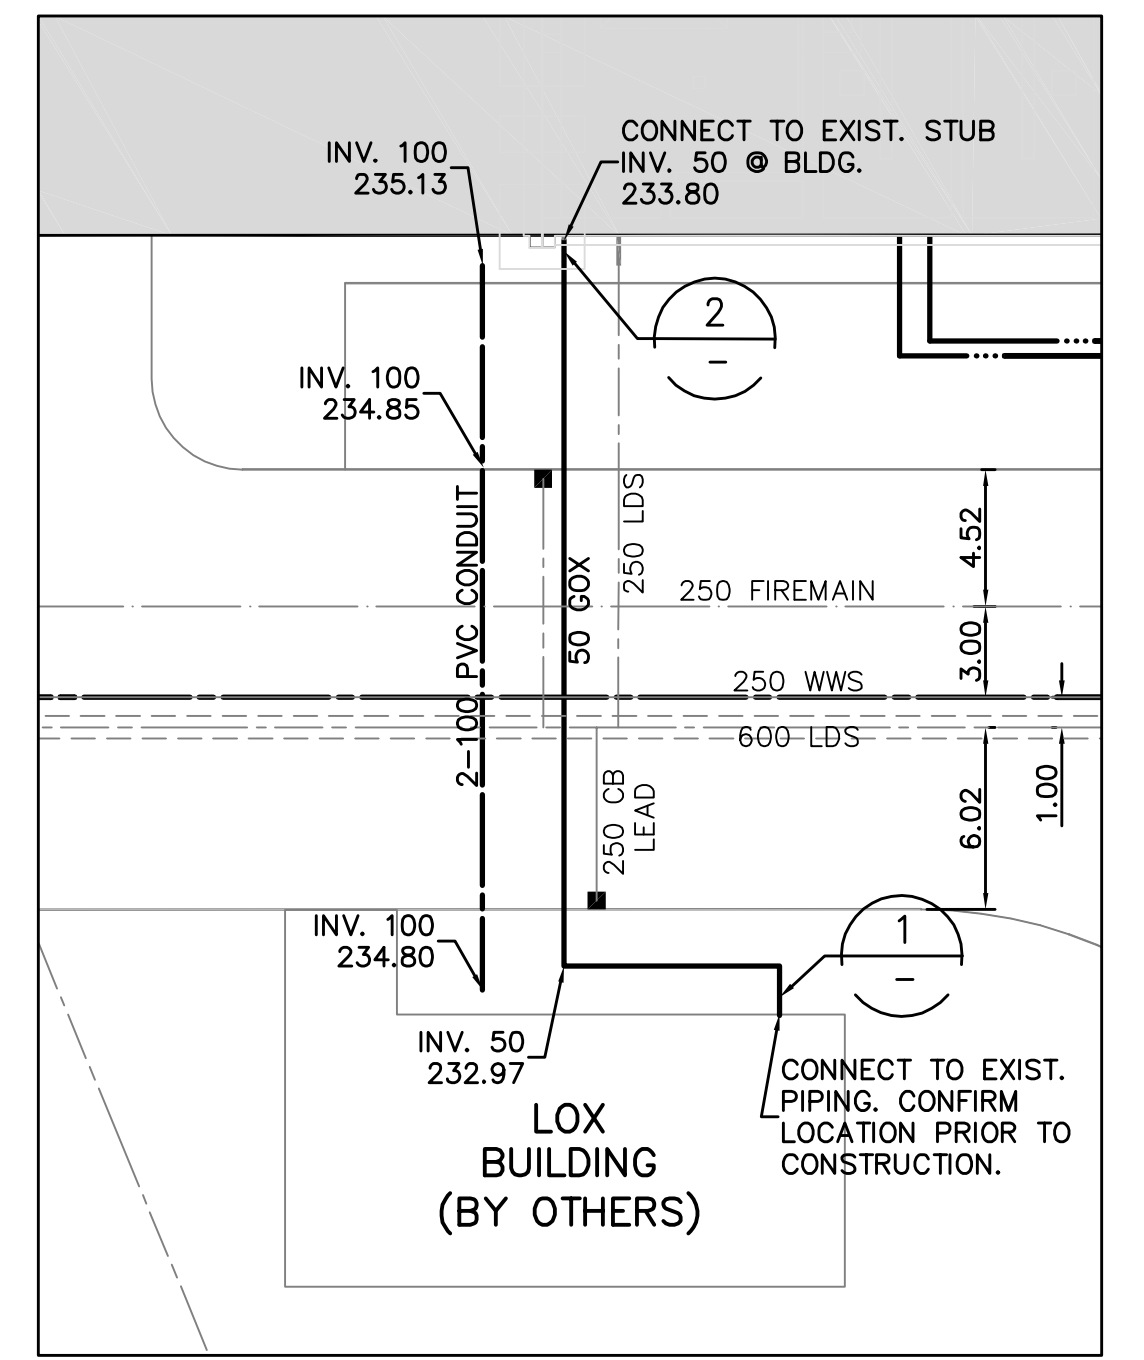 CONNECT TO EXIST. STUB
INV. 50 @ BLDG.
233.80
INV. 100
235.13
2
-
INV. 100
234.85
2-100 PVC CONDUIT
50 GOX
250 LDS
4.52
250 FIREMAIN
3.00
250 WWS
600 LDS
250 CB
LEAD
6.02
1.00
INV. 100
234.80
1
-
INV. 50
232.97
CONNECT TO EXIST.
PIPING. CONFIRM
LOCATION PRIOR TO
CONSTRUCTION.
LOX
BUILDING
(BY OTHERS)